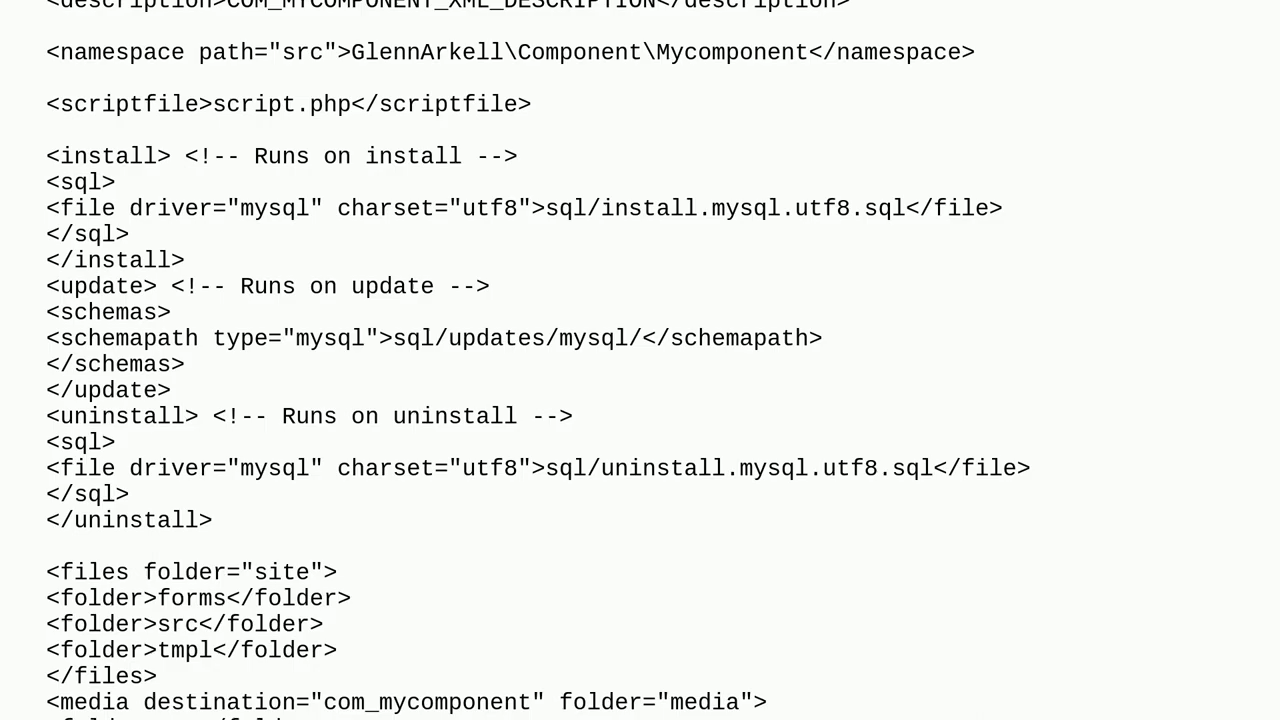 <description>COM_MYCOMPONENT_XML_DESCRIPTION</description>
<namespace path="src">GlennArkell\Component\Mycomponent</namespace>
<scriptfile>script.php</scriptfile>
<install> <!-- Runs on install -->
<sql>
<file driver="mysql" charset="utf8">sql/install.mysql.utf8.sql</file>
</sql>
</install>
<update> <!-- Runs on update -->
<schemas>
<schemapath type="mysql">sql/updates/mysql/</schemapath>
</schemas>
</update>
<uninstall> <!-- Runs on uninstall -->
<sql>
<file driver="mysql" charset="utf8">sql/uninstall.mysql.utf8.sql</file>
</sql>
</uninstall>
<files folder="site">
<folder>forms</folder>
<folder>src</folder>
<folder>tmpl</folder>
</files>
<media destination="com_mycomponent" folder="media">